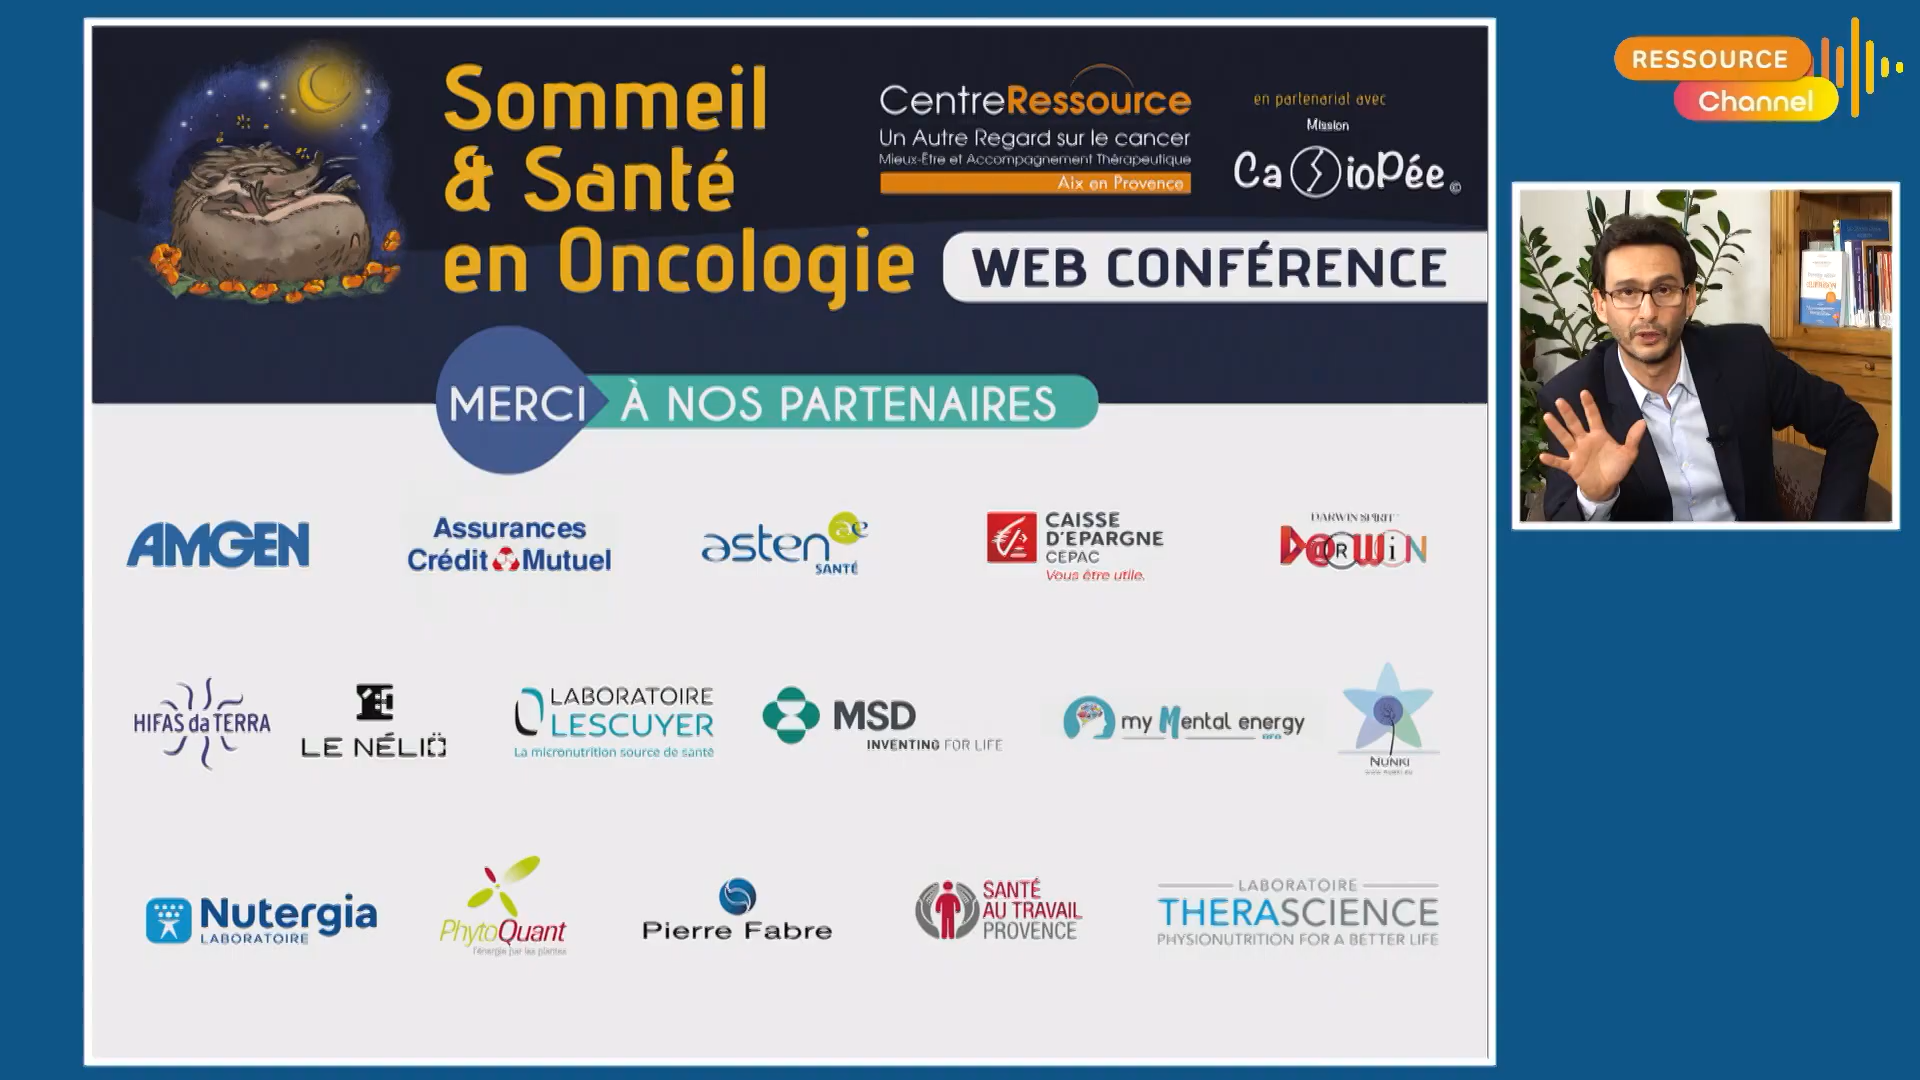 Sommeil
& Santé
en Oncologie
CentreRessource
Un Autre Regard sur le cancer
Mieux-Être et Accompagnement Thérapeutique
Aix en Provence
en partenariat avec
Mission
CaSioPée
WEB CONFÉRENCE
RESSOURCE
Channel
MERCI À NOS PARTENAIRES
AMGEN
Assurances
Crédit Mutuel
asten
SANTÉ
CAISSE
D'EPARGNE
CEPAC
Vous être utile.
DARWIN SPIRIT
DaRWiN
HIFAS da TERRA
LE NÉLIÖ
LABORATOIRE
LESCUYER
La micronutrition source de santé
MSD
INVENTING FOR LIFE
my Mental energy
NUNKI
Nutergia
LABORATOIRE
PhytoQuant
l'énergie par les plantes
Pierre Fabre
SANTÉ
AU TRAVAIL
PROVENCE
LABORATOIRE
THERASCIENCE
PHYSIONUTRITION FOR A BETTER LIFE